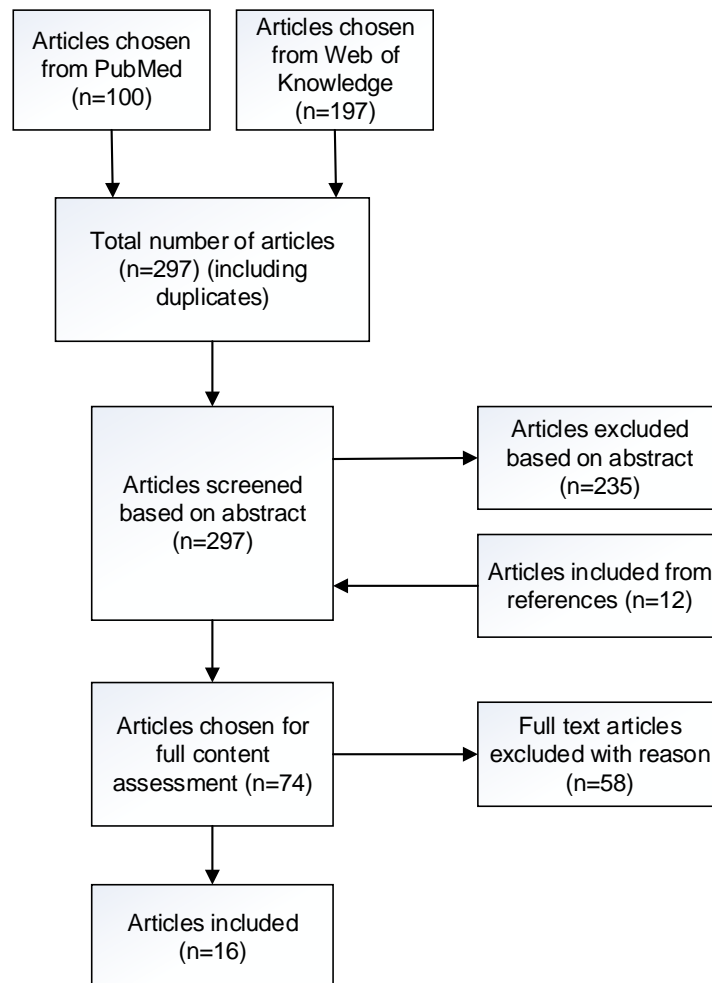 Articles chosen
from PubMed
(n=100)
Articles chosen
from Web of
Knowledge
(n=197)
Total number of articles
(n=297) (including
duplicates)
Articles screened
based on abstract
(n=297)
Articles excluded
based on abstract
(n=235)
Articles included from
references (n=12)
Articles chosen for
full content
assessment (n=74)
Full text articles
excluded with reason
(n=58)
Articles included
(n=16)